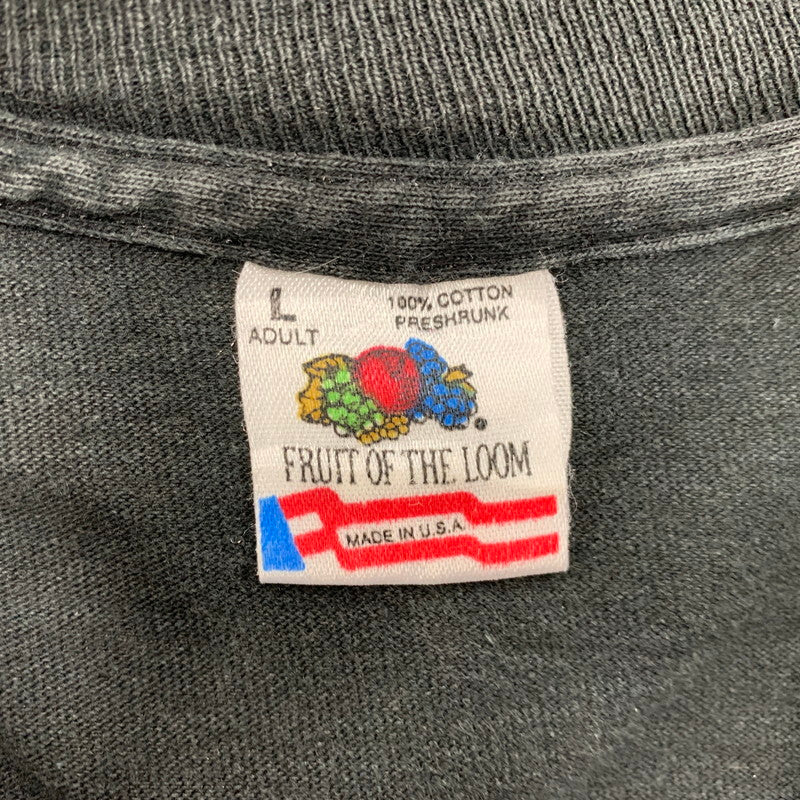 L
ADULT
100% COTTON
PRESHRUNK
®
FRUIT OF THE LOOM
MADE IN U.S.A.